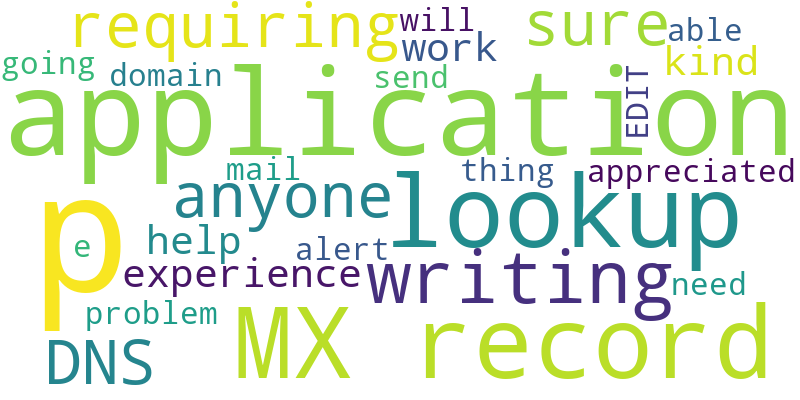 requiring will sure able
going domain send work kind
application EDIT
mail thing appreciated
p anyone lookup
e help alert
experience writing need
problem MX record
DNS